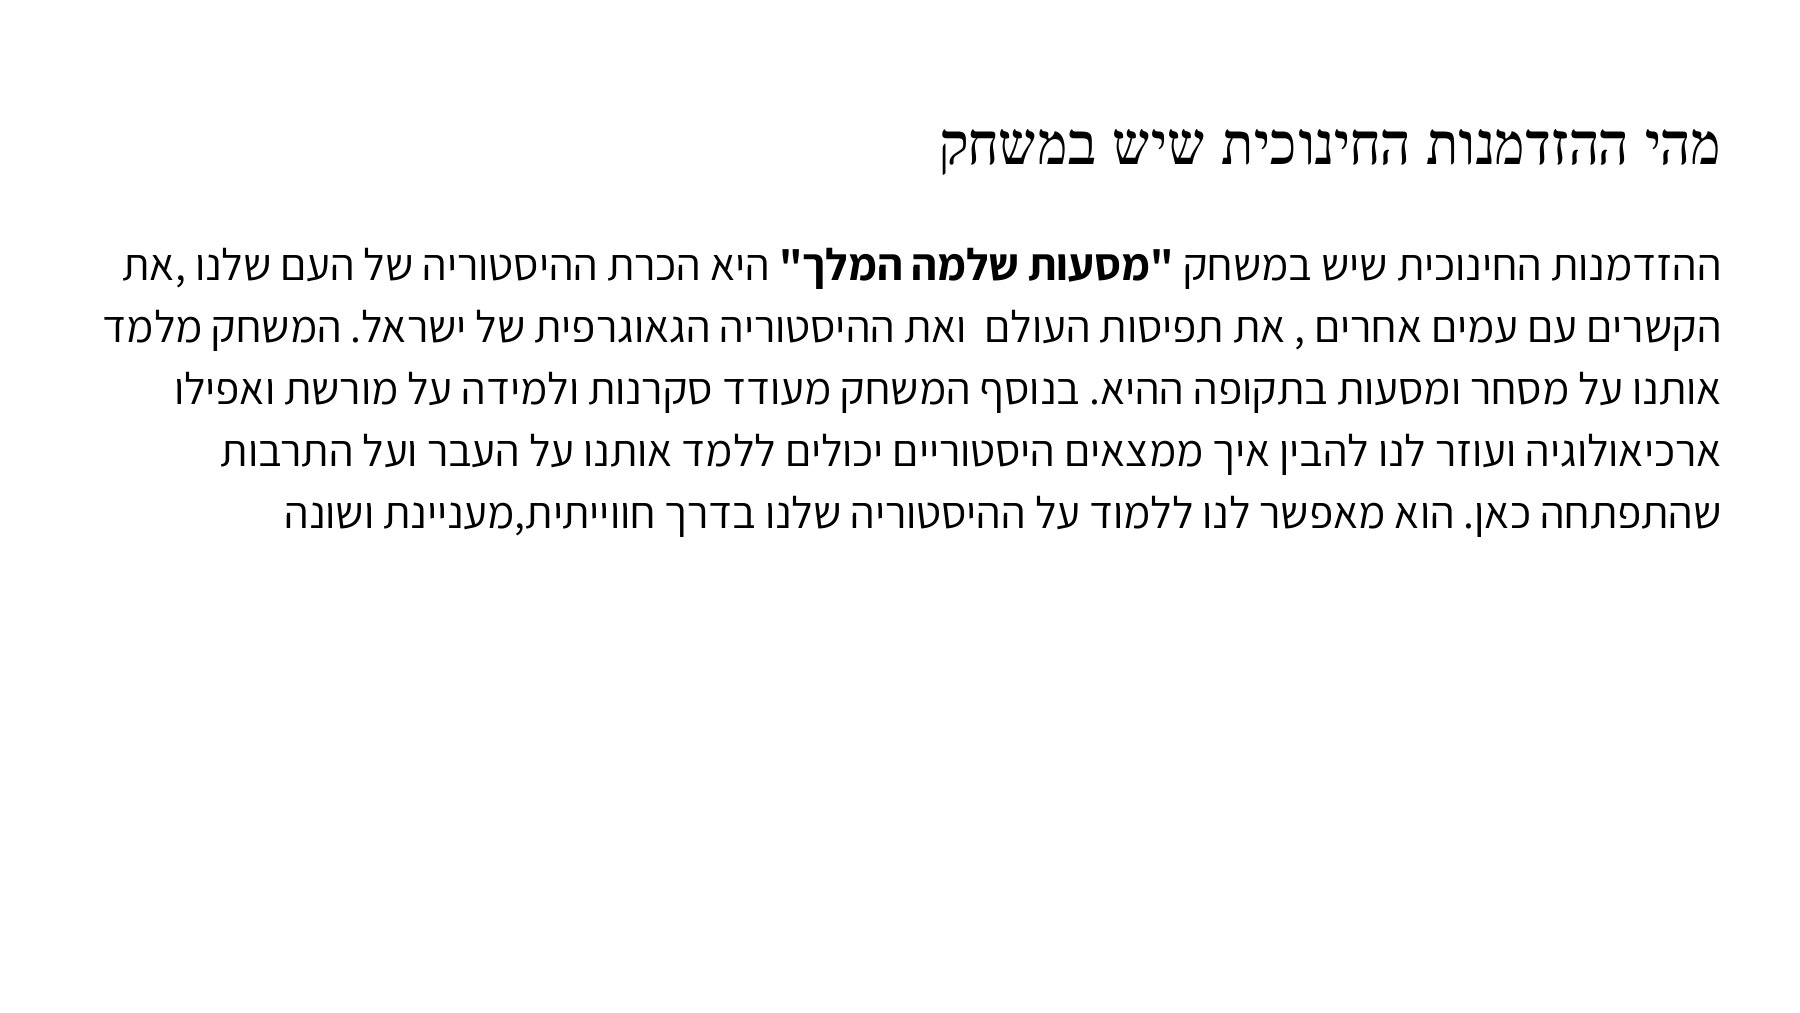 מהי ההזדמנות החינוכית שיש במשחק
ההזדמנות החינוכית שיש במשחק "מסעות שלמה המלך" היא הכרת ההיסטוריה של העם שלנו ,את
הקשרים עם עמים אחרים , את תפיסות העולם  ואת ההיסטוריה הגאוגרפית של ישראל. המשחק מלמד
אותנו על מסחר ומסעות בתקופה ההיא. בנוסף המשחק מעודד סקרנות ולמידה על מורשת ואפילו
ארכיאולוגיה ועוזר לנו להבין איך ממצאים היסטוריים יכולים ללמד אותנו על העבר ועל התרבות
שהתפתחה כאן. הוא מאפשר לנו ללמוד על ההיסטוריה שלנו בדרך חווייתית,מעניינת ושונה